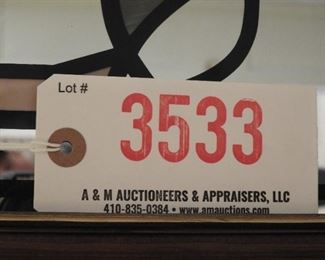 Lot #
3533
A & M AUCTIONEERS & APPRAISERS, LLC
410-835-0384 • www.amauctions.com